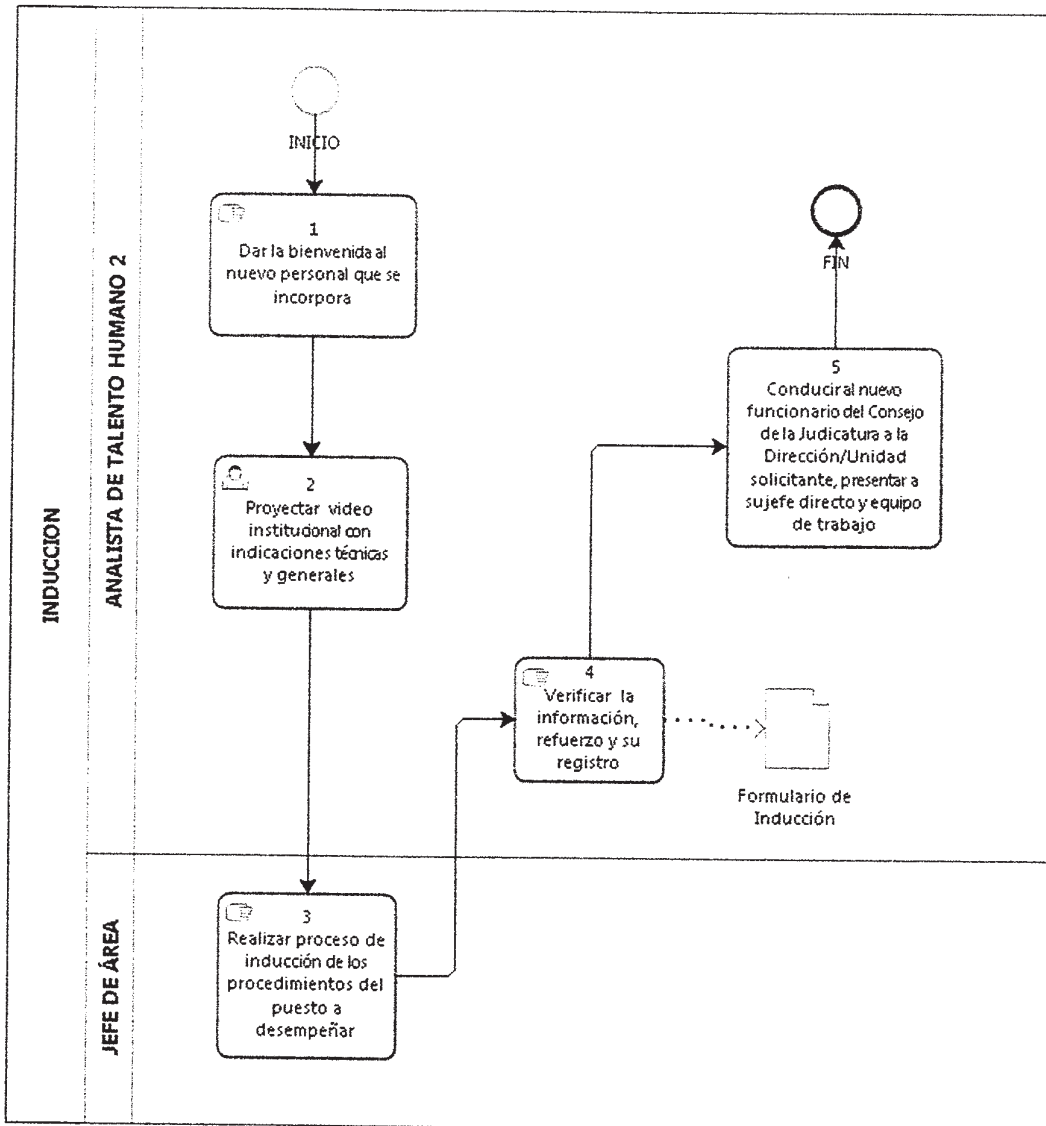 INDUCCION
ANALISTA DE TALENTO HUMANO 2
INICIO
1
Dar la bienvenida al
nuevo personal que se
incorpora
2
Proyectar video
institucional con
indicaciones técnicas
y generales
FIN
5
Conducir al nuevo
funcionario del Consejo
de la Judicatura a la
Dirección/Unidad
solicitante, presentar a
su jefe directo y equipo
de trabajo
4
Verificar la
información,
refuerzo y su
registro
Formulario de
Inducción
JEFE DE ÁREA
3
Realizar proceso de
inducción de los
procedimientos del
puesto a
desempeñar